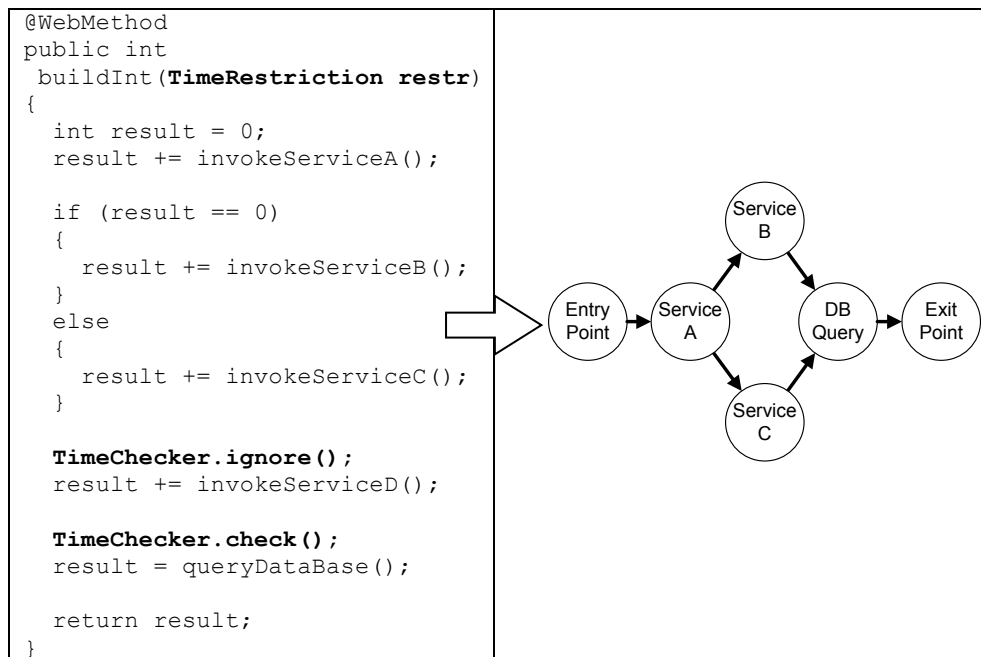 @WebMethod
public int
buildInt(TimeRestriction restr)
{
int result = 0;
result += invokeServiceA();
if (result == 0)
{
result += invokeServiceB();
}
else
{
result += invokeServiceC();
}
TimeChecker.ignore();
result += invokeServiceD();
TimeChecker.check();
result = queryDataBase();
return result;
}
Entry
Point
Service
A
Service
B
Service
C
DB
Query
Exit
Point